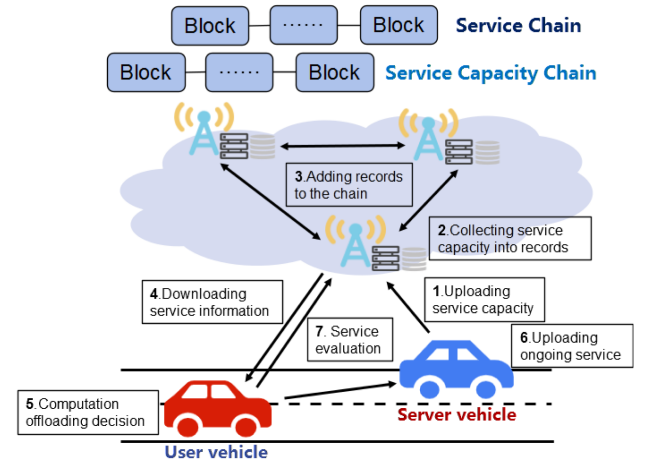 Block ...... Block Service Chain
Block ...... Block Service Capacity Chain
3.Adding records
to the chain
2.Collecting service
capacity into records
4.Downloading
service information
1.Uploading
service capacity
7. Service
evaluation
6.Uploading
ongoing service
5.Computation
offloading decision
Server vehicle
User vehicle